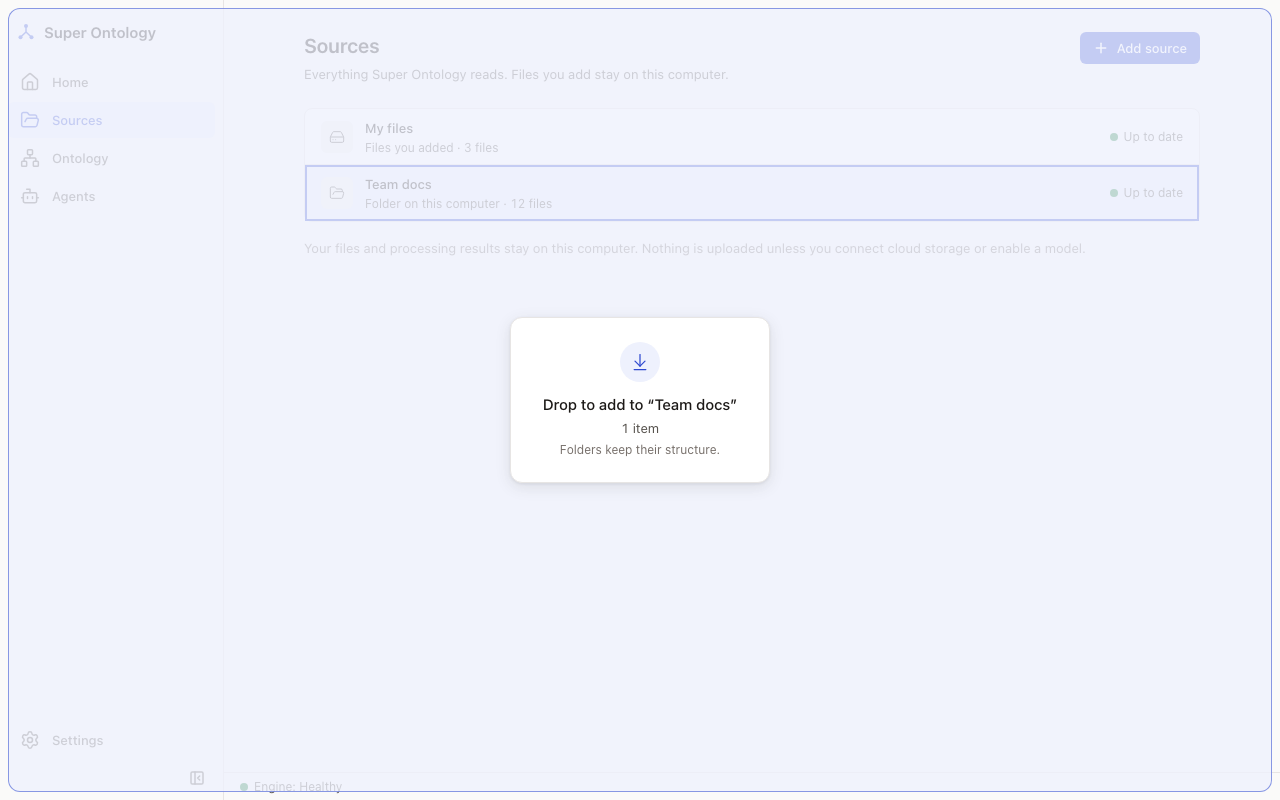 Super Ontology
Home
Sources
Ontology
Agents
Settings
Sources
Everything Super Ontology reads. Files you add stay on this computer.
Add source
My files
Files you added · 3 files
Up to date
Team docs
Folder on this computer · 12 files
Up to date
Your files and processing results stay on this computer. Nothing is uploaded unless you connect cloud storage or enable a model.
Drop to add to “Team docs”
1 item
Folders keep their structure.
Engine: Healthy